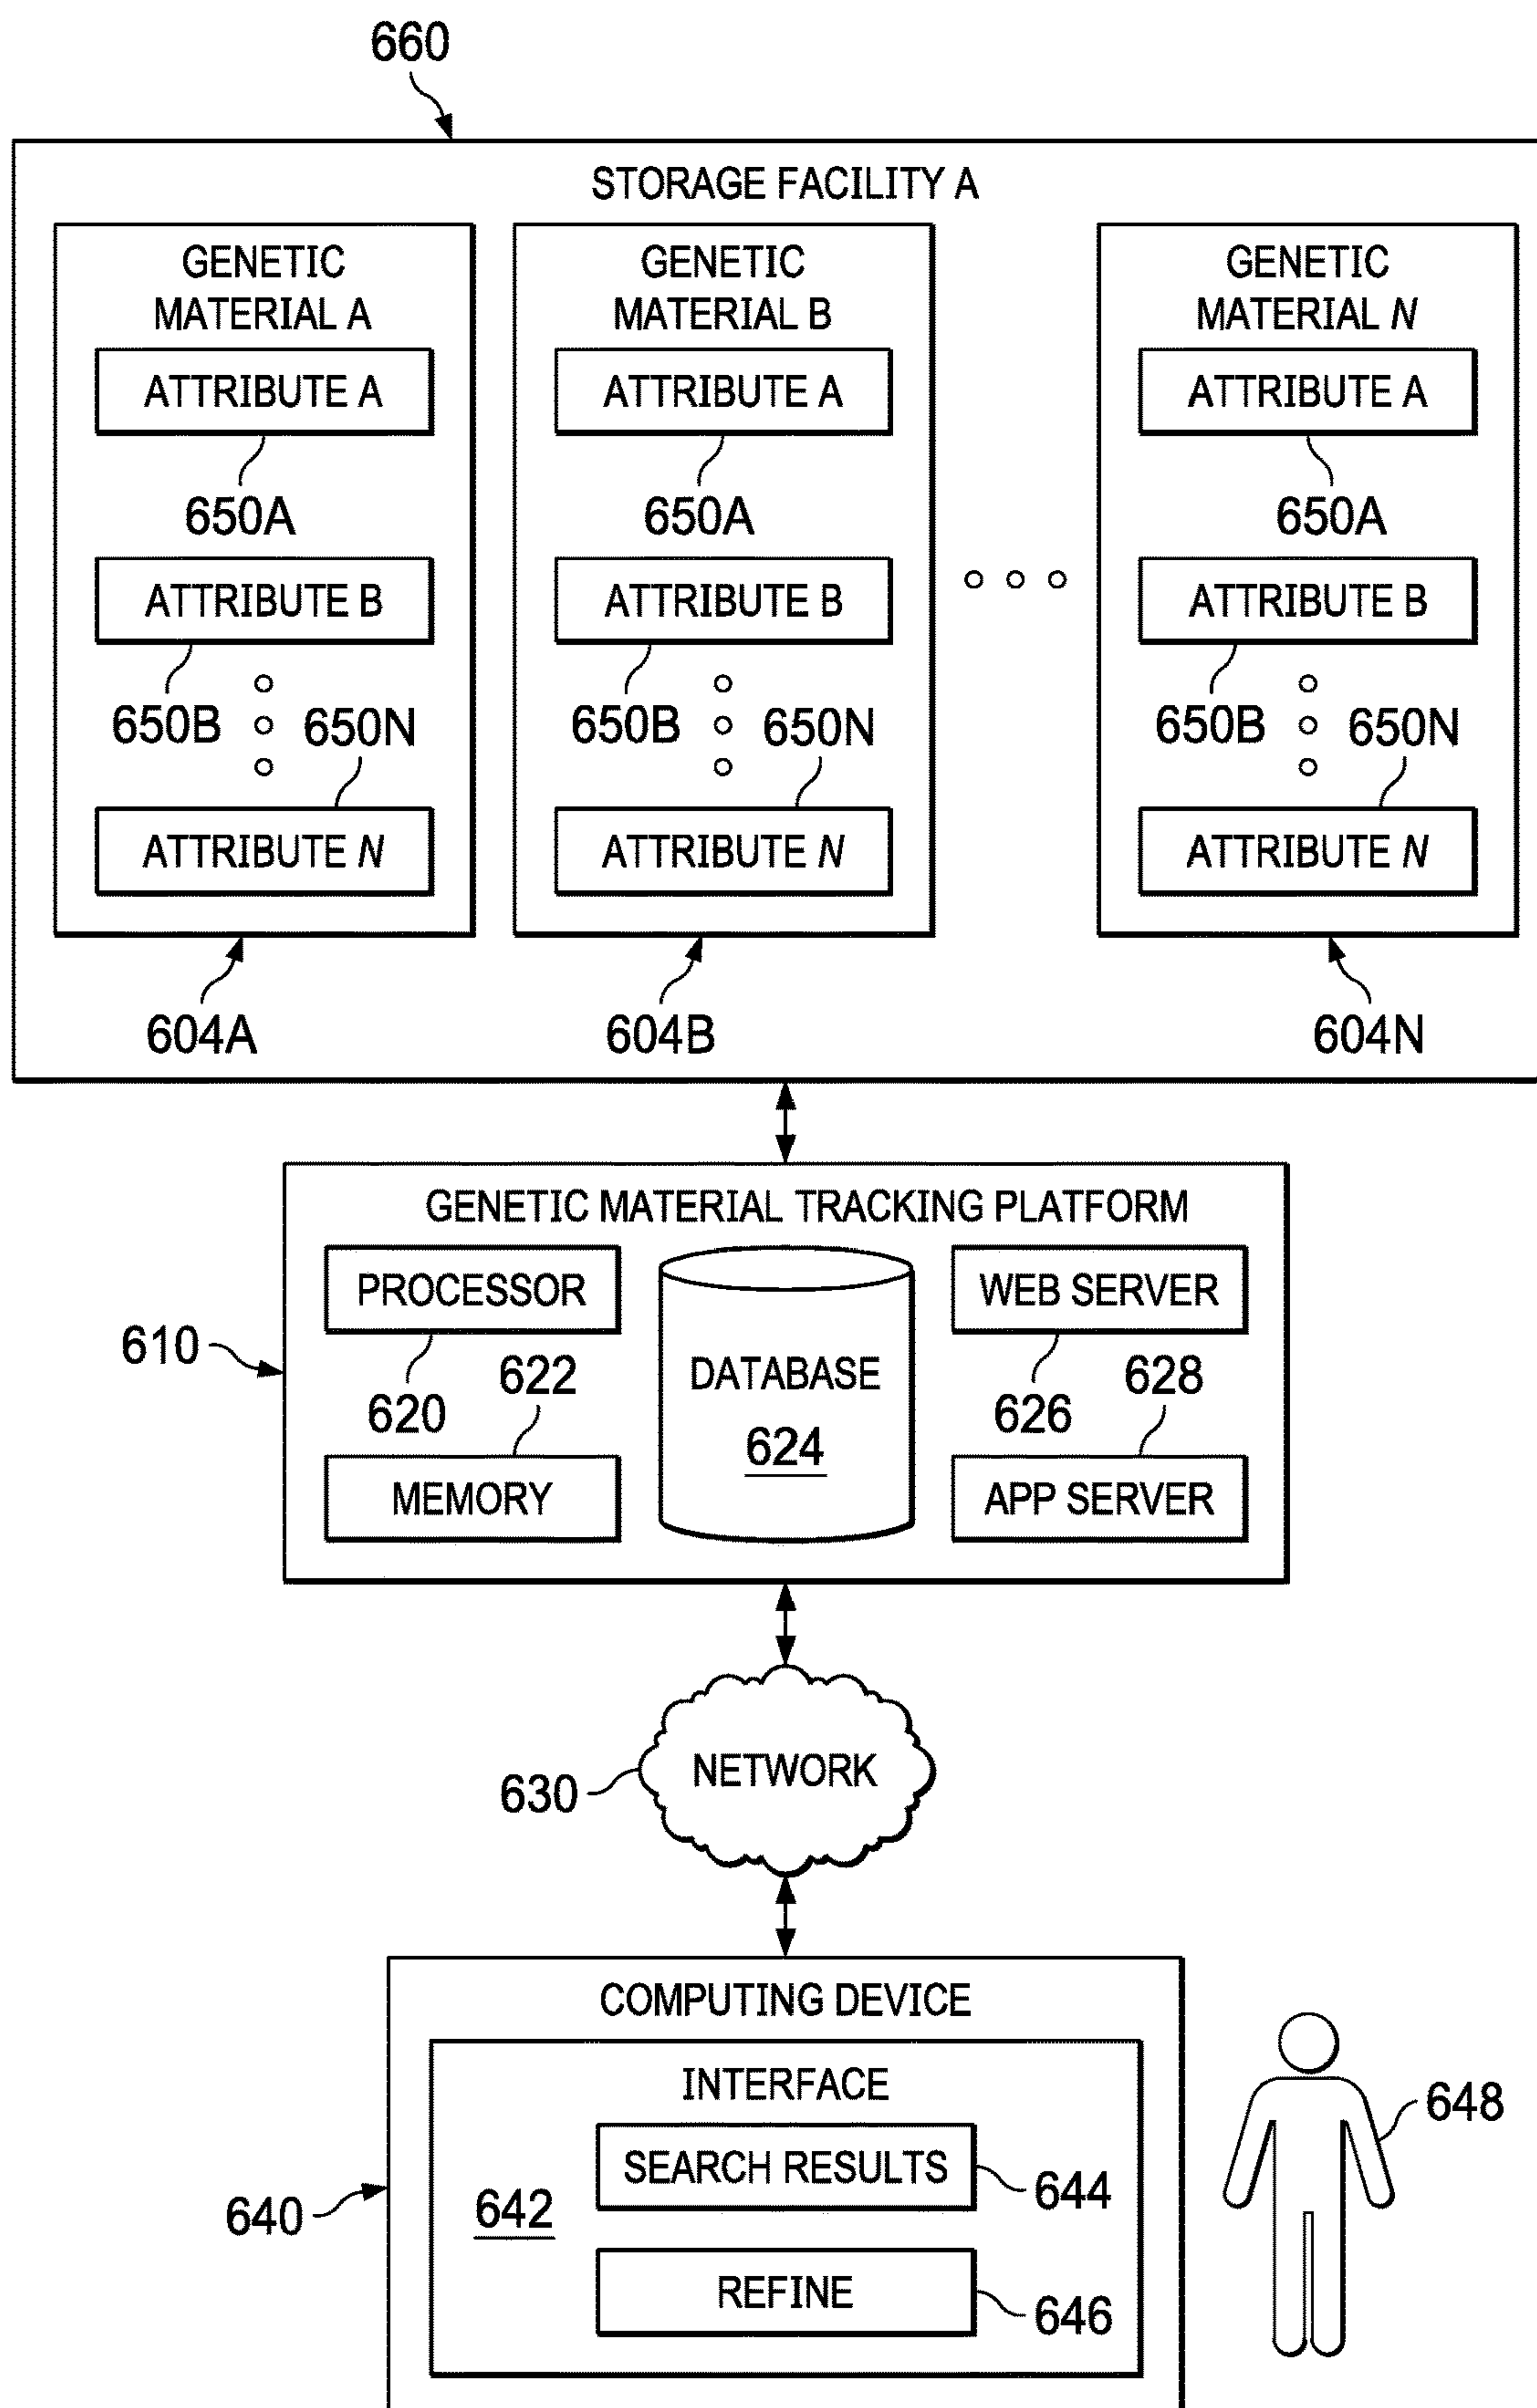 660
STORAGE FACILITY A
GENETIC
MATERIAL A
ATTRIBUTE A
650A
ATTRIBUTE B
650B
650N
ATTRIBUTE N
604A
GENETIC
MATERIAL B
ATTRIBUTE A
650A
ATTRIBUTE B
650B
650N
ATTRIBUTE N
604B
GENETIC
MATERIAL N
ATTRIBUTE A
650A
ATTRIBUTE B
650B
650N
ATTRIBUTE N
604N
GENETIC MATERIAL TRACKING PLATFORM
610
PROCESSOR
620
622
MEMORY
DATABASE
624
WEB SERVER
626
628
APP SERVER
NETWORK
630
COMPUTING DEVICE
640
INTERFACE
642
SEARCH RESULTS
644
REFINE
646
648